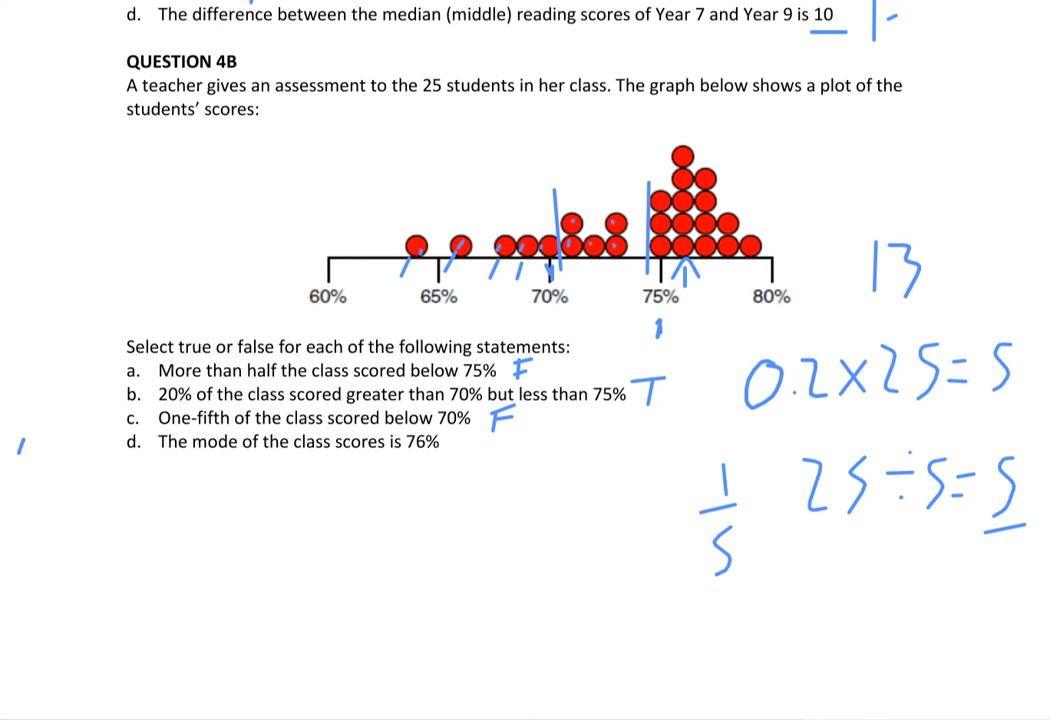 d. The difference between the median (middle) reading scores of Year 7 and Year 9 is 10
QUESTION 4B
A teacher gives an assessment to the 25 students in her class. The graph below shows a plot of the
students' scores:
60% 65% 70% 75% 80%
13
Select true or false for each of the following statements:
a. More than half the class scored below 75% F
b. 20% of the class scored greater than 70% but less than 75% T
0.2×25=5
c. One-fifth of the class scored below 70% F
d. The mode of the class scores is 76%
1/5 25÷5=5